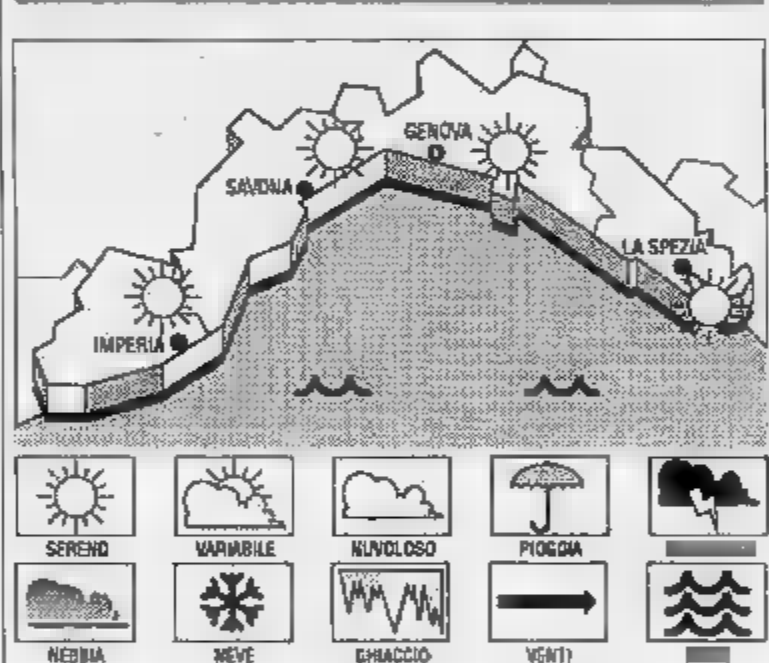 GENOVA
SAVONA
LA SPEZIA
IMPERIA
SERENO VARIABILE NUVOLOSO PIOGGIA
NEBBIA NEVE GHIACCIO VENTI